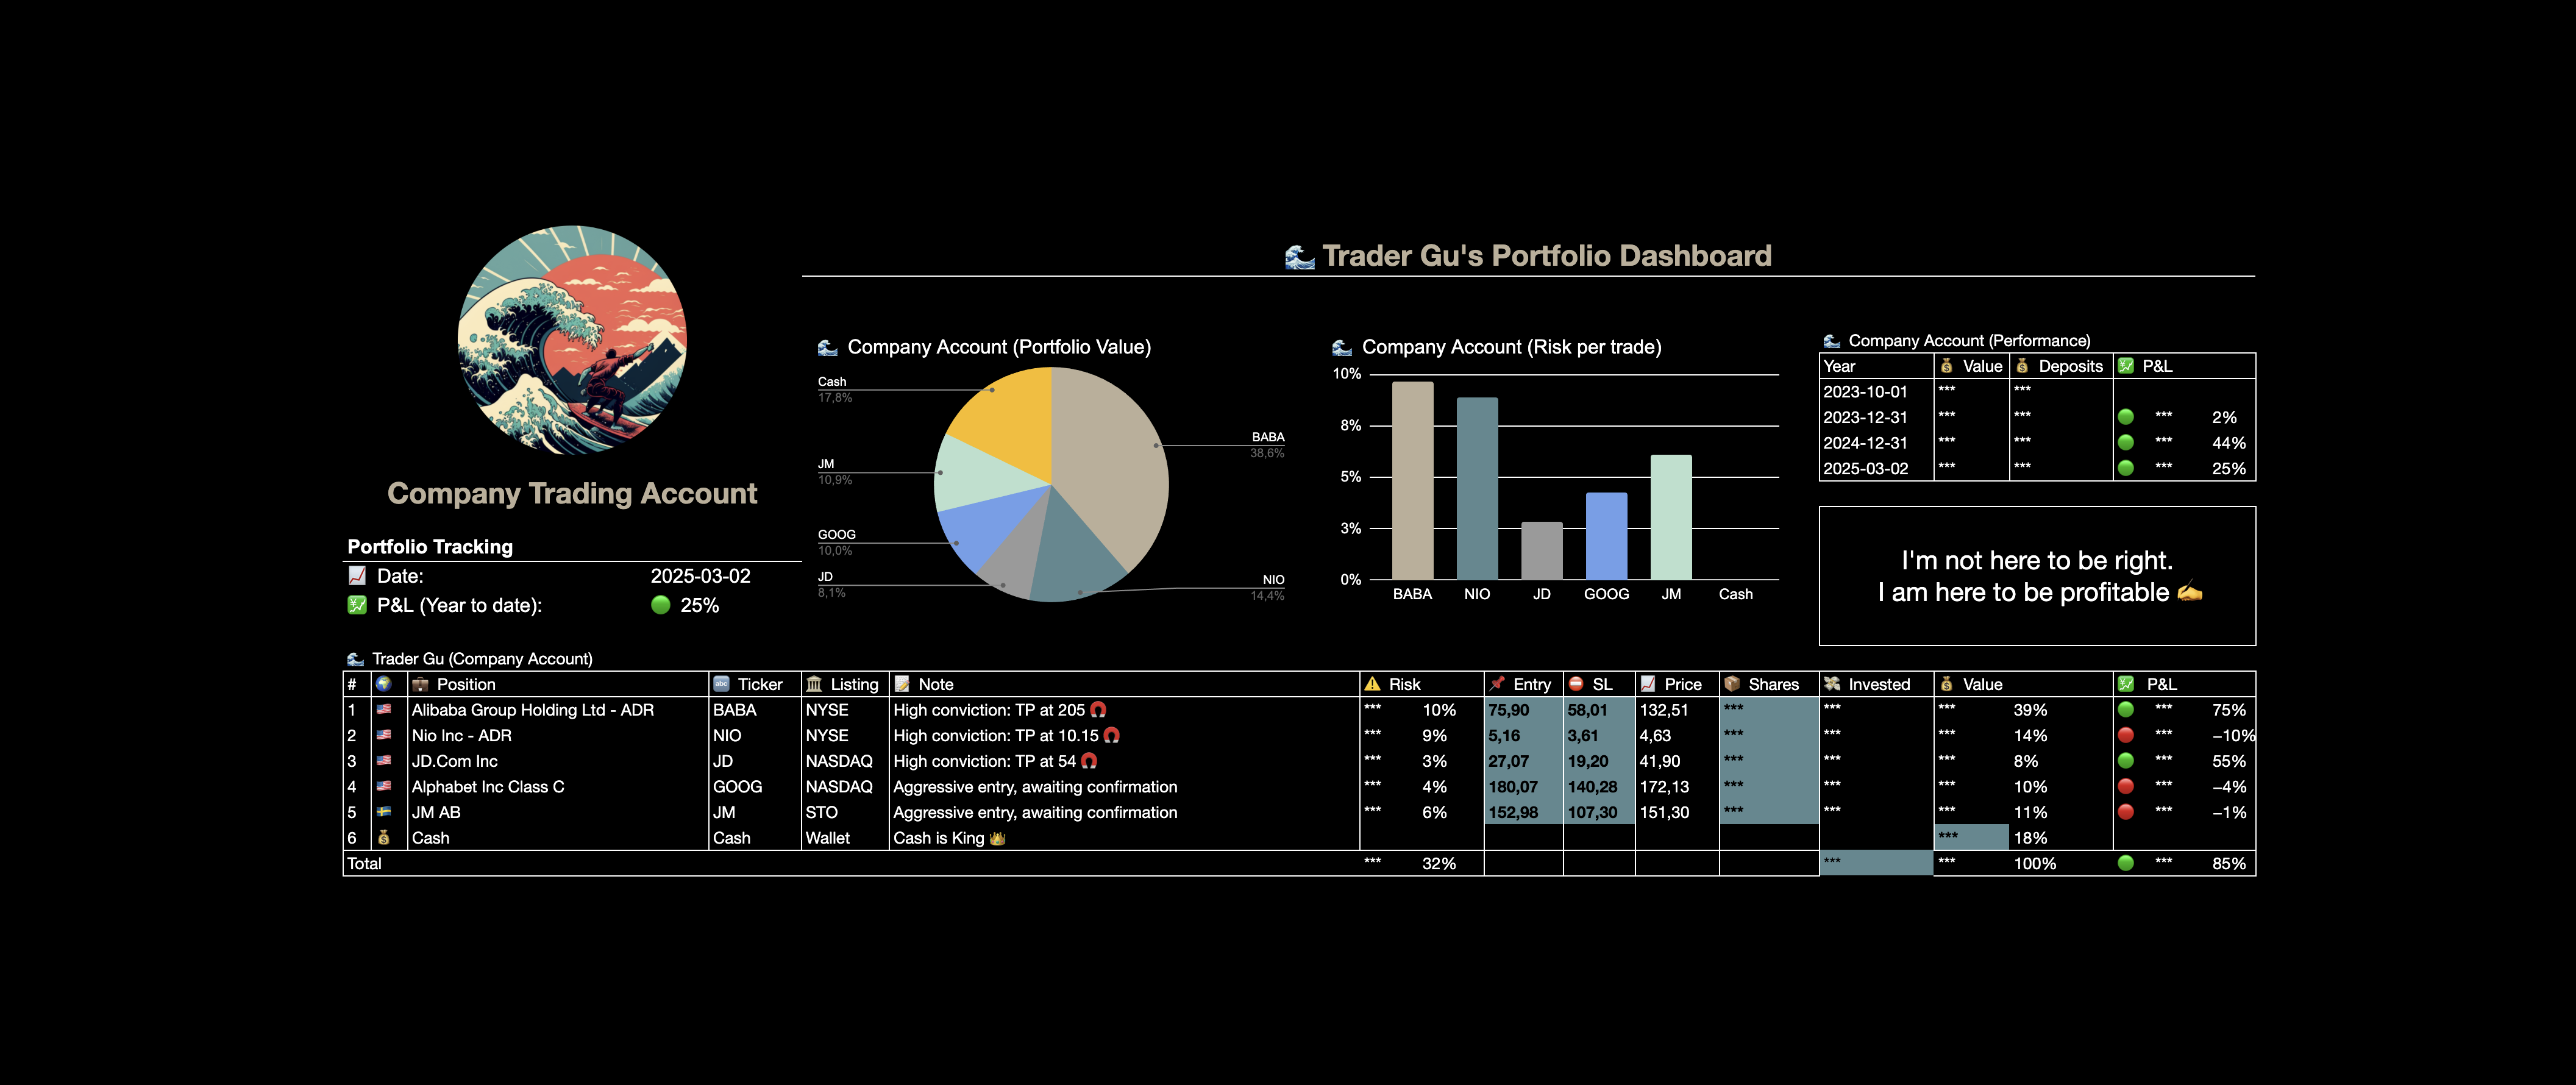 Trader Gu's Portfolio Dashboard
Company Trading Account
Portfolio Tracking
Date: 2025-03-02
P&L (Year to date): 25%
Company Account (Portfolio Value)
Cash
17,8%
JM
10,9%
GOOG
10,0%
JD
8,1%
BABA
38,6%
NIO
14,4%
Company Account (Risk per trade)
10%
8%
5%
3%
0%
BABA NIO JD GOOG JM Cash
Company Account (Performance)
Year Value Deposits P&L
2023-10-01 *** ***
2023-12-31 *** *** *** 2%
2024-12-31 *** *** *** 44%
2025-03-02 *** *** *** 25%
I'm not here to be right.
I am here to be profitable
Trader Gu (Company Account)
# Position Ticker Listing Note Risk Entry SL Price Shares Invested Value P&L
1 Alibaba Group Holding Ltd - ADR BABA NYSE High conviction: TP at 205 *** 10% 75,90 58,01 132,51 *** *** *** 39% *** 75%
2 Nio Inc - ADR NIO NYSE High conviction: TP at 10.15 *** 9% 5,16 3,61 4,63 *** *** *** 14% *** −10%
3 JD.Com Inc JD NASDAQ High conviction: TP at 54 *** 3% 27,07 19,20 41,90 *** *** *** 8% *** 55%
4 Alphabet Inc Class C GOOG NASDAQ Aggressive entry, awaiting confirmation *** 4% 180,07 140,28 172,13 *** *** *** 10% *** −4%
5 JM AB JM STO Aggressive entry, awaiting confirmation *** 6% 152,98 107,30 151,30 *** *** *** 11% *** −1%
6 Cash Cash Wallet Cash is King *** 18%
Total *** 32% *** *** 100% *** 85%